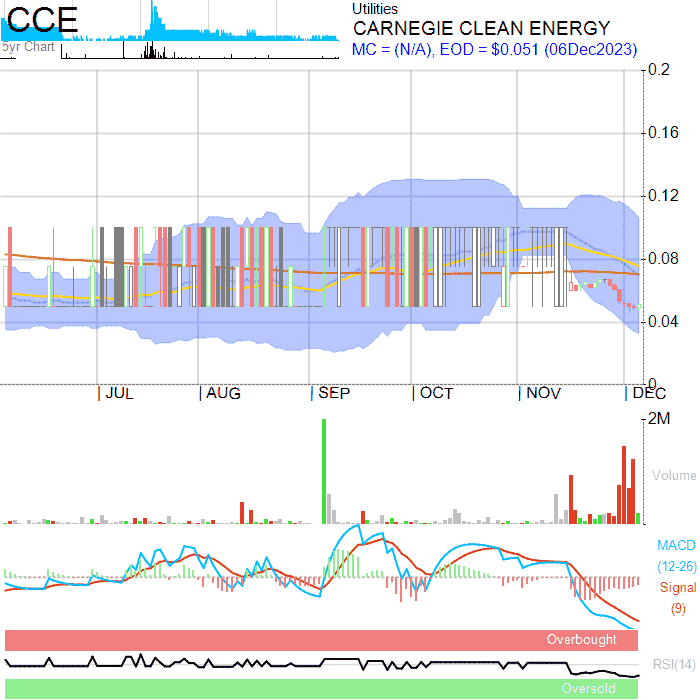 CCE
5yr Chart
Utilities
CARNEGIE CLEAN ENERGY
MC = (N/A), EOD = $0.051 (06Dec2023)
0.2
0.16
0.12
0.08
0.04
0
JUL
AUG
SEP
OCT
NOV
DEC
2M
Volume
MACD
(12-26)
Signal
(9)
Overbought
RSI(14)
Oversold